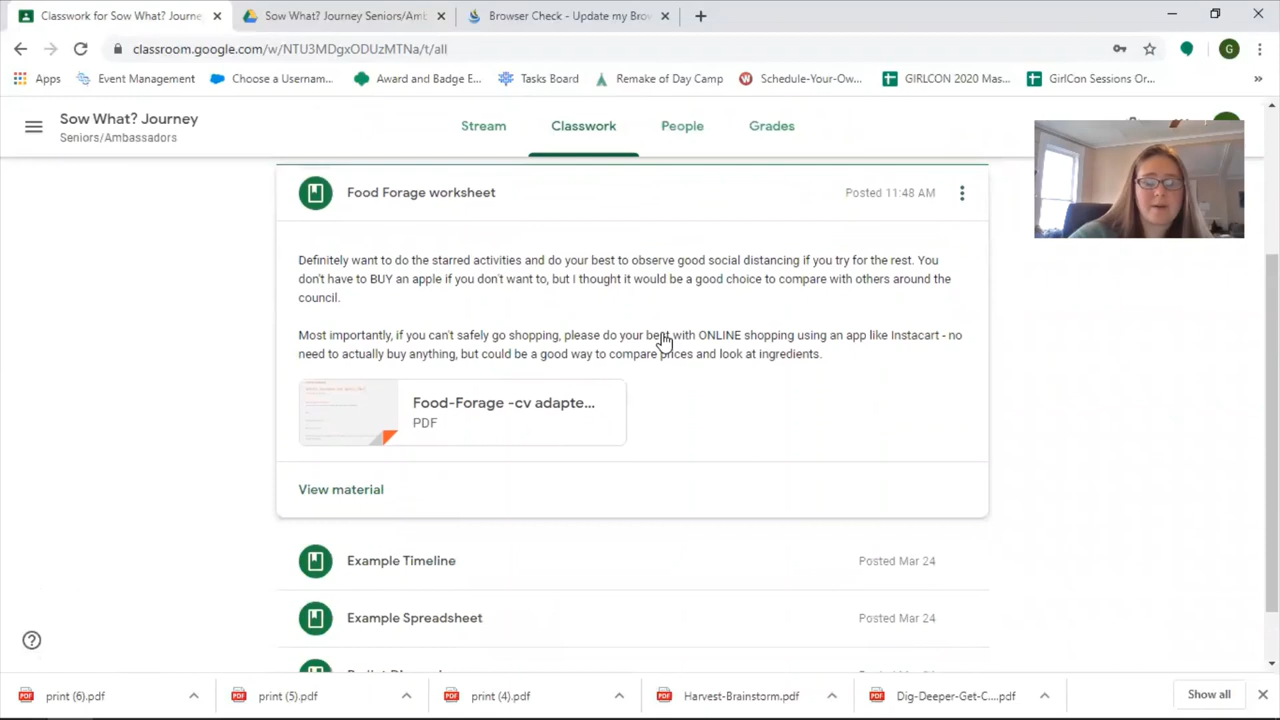 Classwork for Sow What? Journe
Sow What? Journey Seniors/Amb
Browser Check - Update my Brow
classroom.google.com/w/NTU3MDgxODUzMTNa/t/all
G
Apps
Event Management
Choose a Usernam...
Award and Badge E...
Tasks Board
Remake of Day Camp...
Schedule-Your-Ow...
GIRLCON 2020 Mas...
GirlCon Sessions Or...
Sow What? Journey
Seniors/Ambassadors
Stream
Classwork
People
Grades
Food Forage worksheet
Posted 11:48 AM
Definitely want to do the starred activities and do your best to observe good social distancing if you try for the rest. You
don't have to BUY an apple if you don't want to, but I thought it would be a good choice to compare with others around the
council.
Most importantly, if you can't safely go shopping, please do your best with ONLINE shopping using an app like Instacart - no
need to actually buy anything, but could be a good way to compare prices and look at ingredients.
Food-Forage -cv adapte...
PDF
View material
Example Timeline
Posted Mar 24
Example Spreadsheet
Posted Mar 24
print (6).pdf
print (5).pdf
print (4).pdf
Harvest-Brainstorm.pdf
Dig-Deeper-Get-C....pdf
Show all